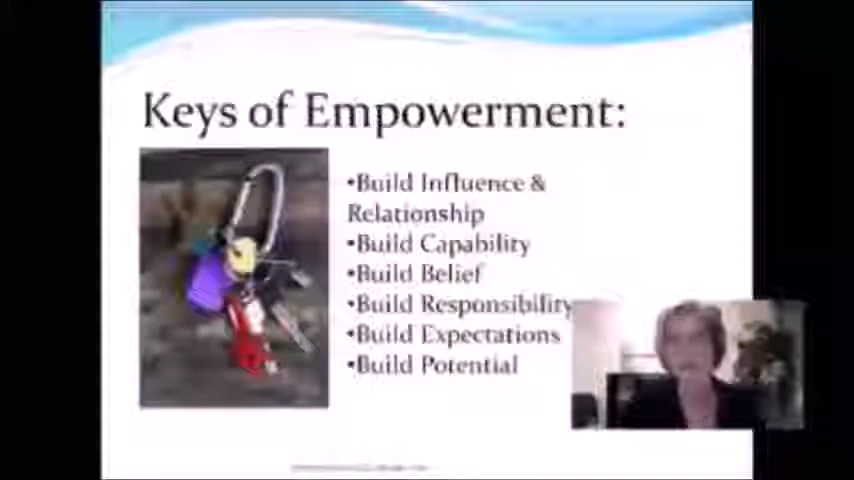 Keys of Empowerment:
•Build Influence &
Relationship
•Build Capability
•Build Belief
•Build Responsibility
•Build Expectations
•Build Potential